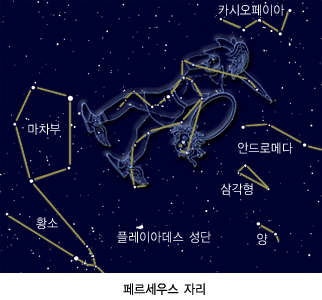 카시오페이아
마차부
안드로메다
삼각형
황소
플레이아데스 성단
양
페르세우스 자리